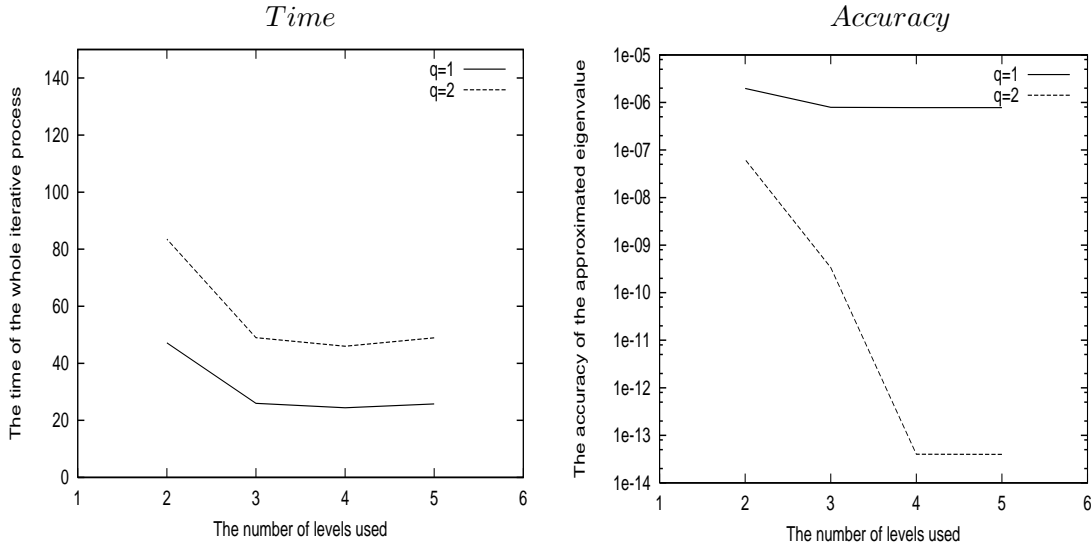 Time
The time of the whole iterative process
140
120
100
80
60
40
20
0
q=1
q=2
1 2 3 4 5 6
The number of levels used
Accuracy
The accuracy of the approximated eigenvalue
1e-05
1e-06
1e-07
1e-08
1e-09
1e-10
1e-11
1e-12
1e-13
1e-14
q=1
q=2
1 2 3 4 5 6
The number of levels used